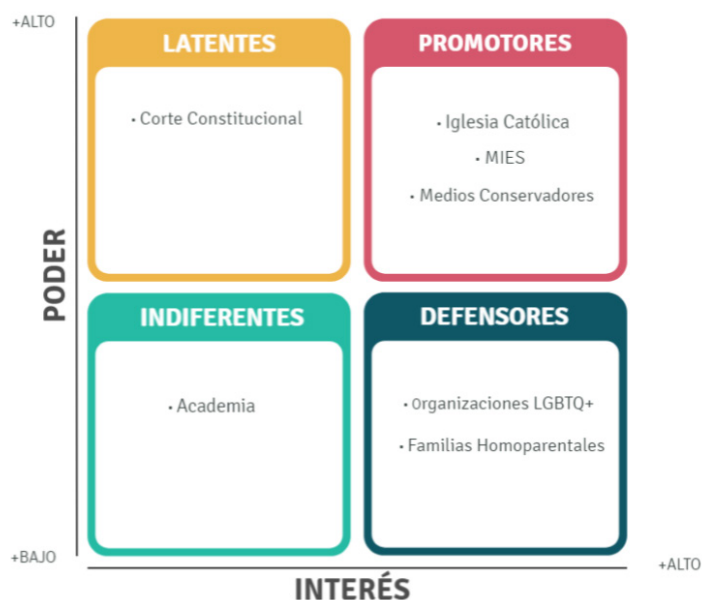 +ALTO
LATENTES
PROMOTORES
• Corte Constitucional
• Iglesia Católica
• MIES
• Medios Conservadores
PODER
INDIFERENTES
DEFENSORES
• Academia
• Organizaciones LGBTQ+
• Familias Homoparentales
+BAJO
+ALTO
INTERÉS